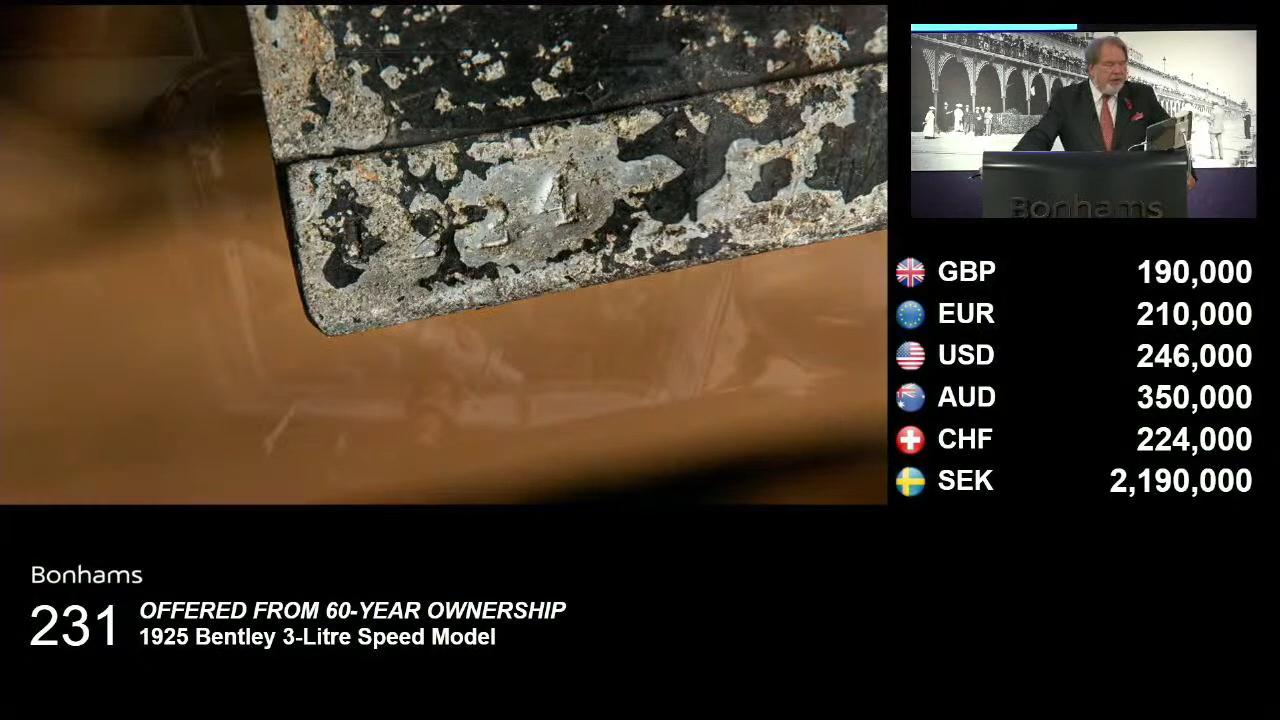 Bonhams
GBP 190,000
EUR 210,000
USD 246,000
AUD 350,000
CHF 224,000
SEK 2,190,000
Bonhams
231
OFFERED FROM 60-YEAR OWNERSHIP
1925 Bentley 3-Litre Speed Model